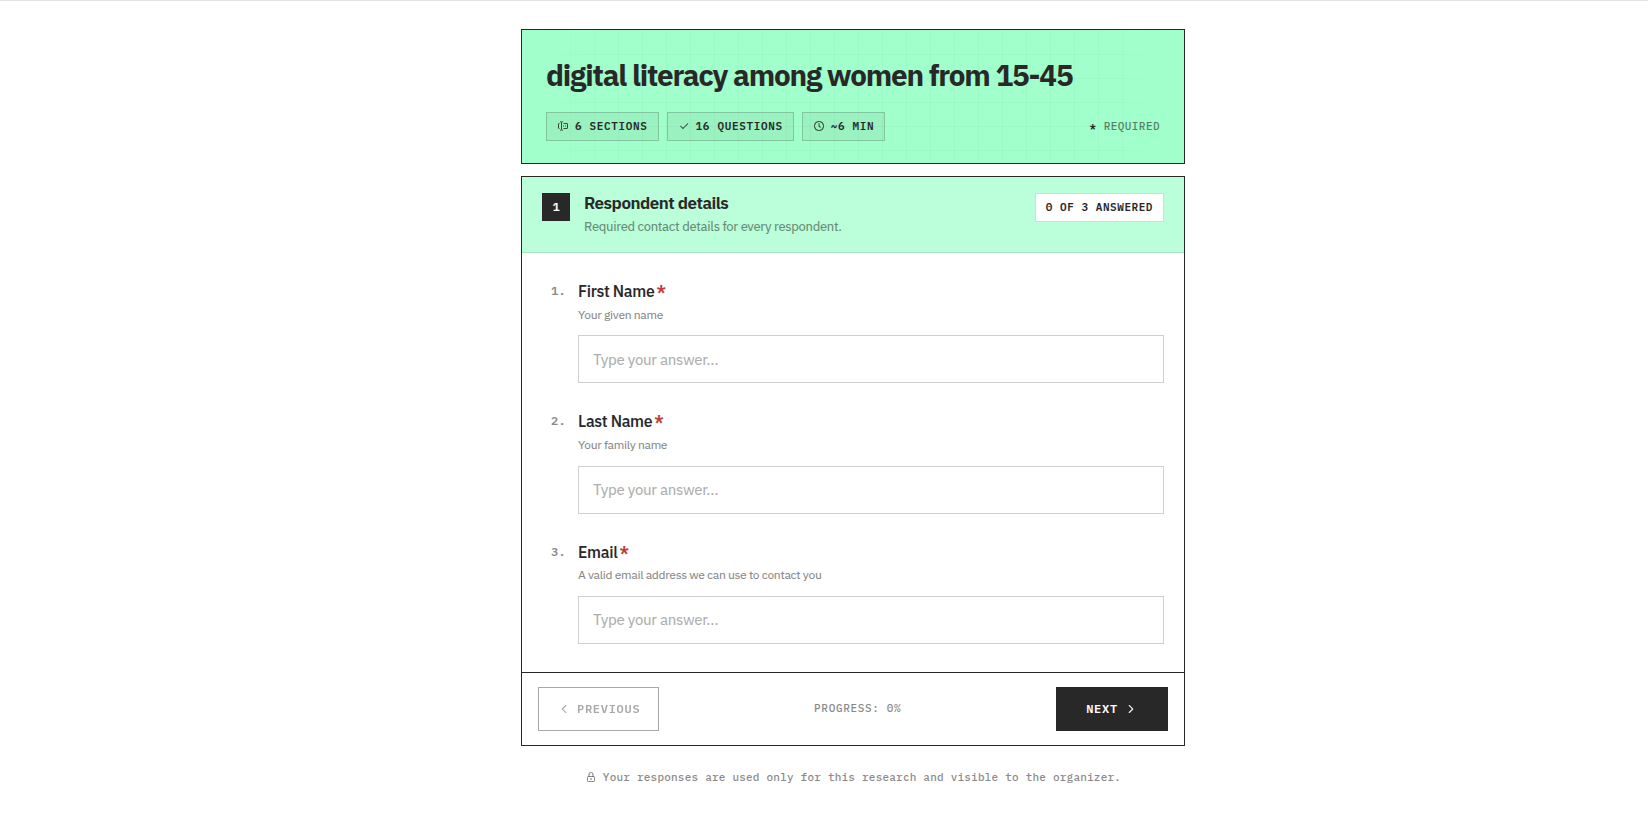 digital literacy among women from 15-45
6 SECTIONS
16 QUESTIONS
~6 MIN
* REQUIRED
1
Respondent details
0 OF 3 ANSWERED
Required contact details for every respondent.
1. First Name*
Your given name
Type your answer...
2. Last Name*
Your family name
Type your answer...
3. Email*
A valid email address we can use to contact you
Type your answer...
PREVIOUS
PROGRESS: 0%
NEXT
Your responses are used only for this research and visible to the organizer.